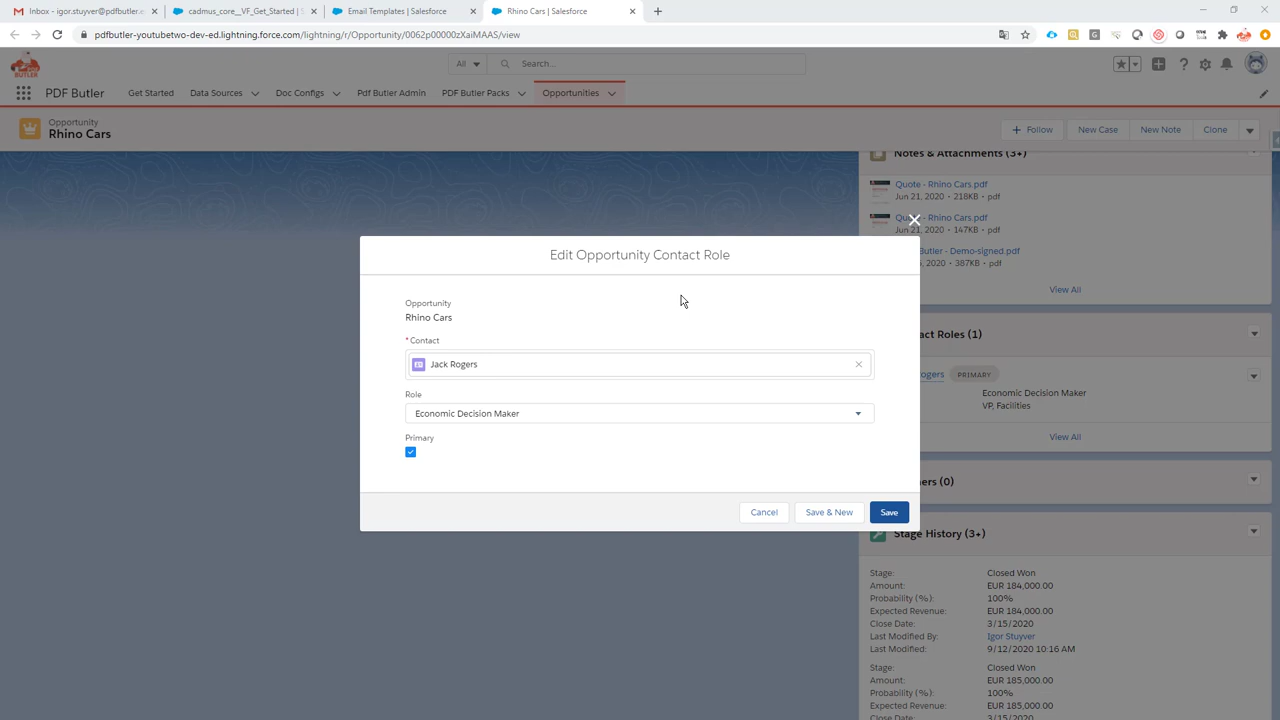 Inbox - igor.stuyver@pdfbutler.e
cadmus_core__VF_Get_Started | S
Email Templates | Salesforce
Rhino Cars | Salesforce
pdfbutler-youtubetwo-dev-ed.lightning.force.com/lightning/r/Opportunity/0062p00000zXaiMAAS/view
BUTLER
All
Search...
PDF Butler
Get Started
Data Sources
Doc Configs
Pdf Butler Admin
PDF Butler Packs
Opportunities
Opportunity
Rhino Cars
Follow
New Case
New Note
Clone
Notes & Attachments (3+)
Quote - Rhino Cars.pdf
Jun 21, 2020 • 218KB • pdf
Quote - Rhino Cars.pdf
Jun 21, 2020 • 147KB • pdf
Butler - Demo-signed.pdf
, 2020 • 387KB • pdf
View All
Edit Opportunity Contact Role
Opportunity
Rhino Cars
* Contact
Jack Rogers
Role
Economic Decision Maker
Primary
Cancel
Save & New
Save
act Roles (1)
ogers
PRIMARY
Economic Decision Maker
VP, Facilities
View All
ers (0)
Stage History (3+)
Stage: Closed Won
Amount: EUR 184,000.00
Probability (%): 100%
Expected Revenue: EUR 184,000.00
Close Date: 3/15/2020
Last Modified By: Igor Stuyver
Last Modified: 9/12/2020 10:16 AM
Stage: Closed Won
Amount: EUR 185,000.00
Probability (%): 100%
Expected Revenue: EUR 185,000.00
Close Date: 3/15/2020